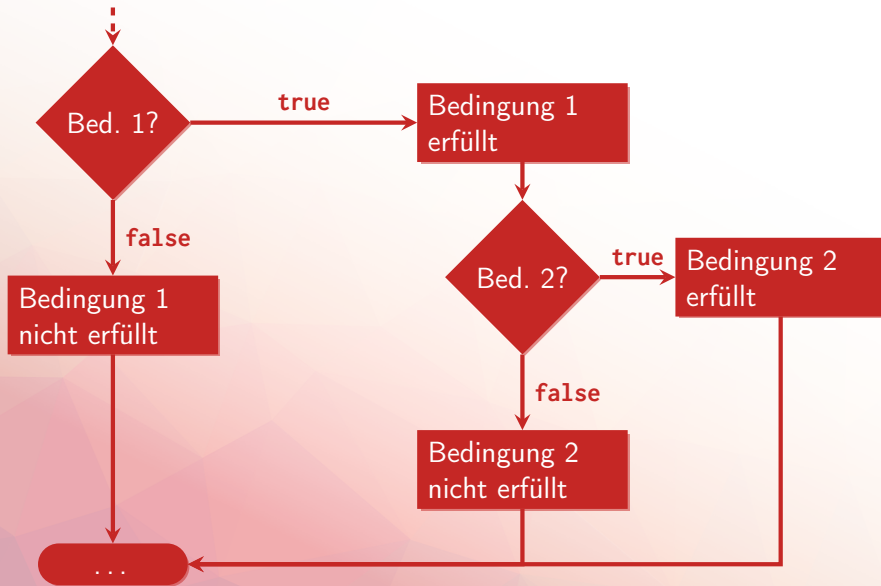 Bed. 1?
true
Bedingung 1
erfüllt
false
Bed. 2?
true
Bedingung 2
erfüllt
Bedingung 1
nicht erfüllt
false
Bedingung 2
nicht erfüllt
...